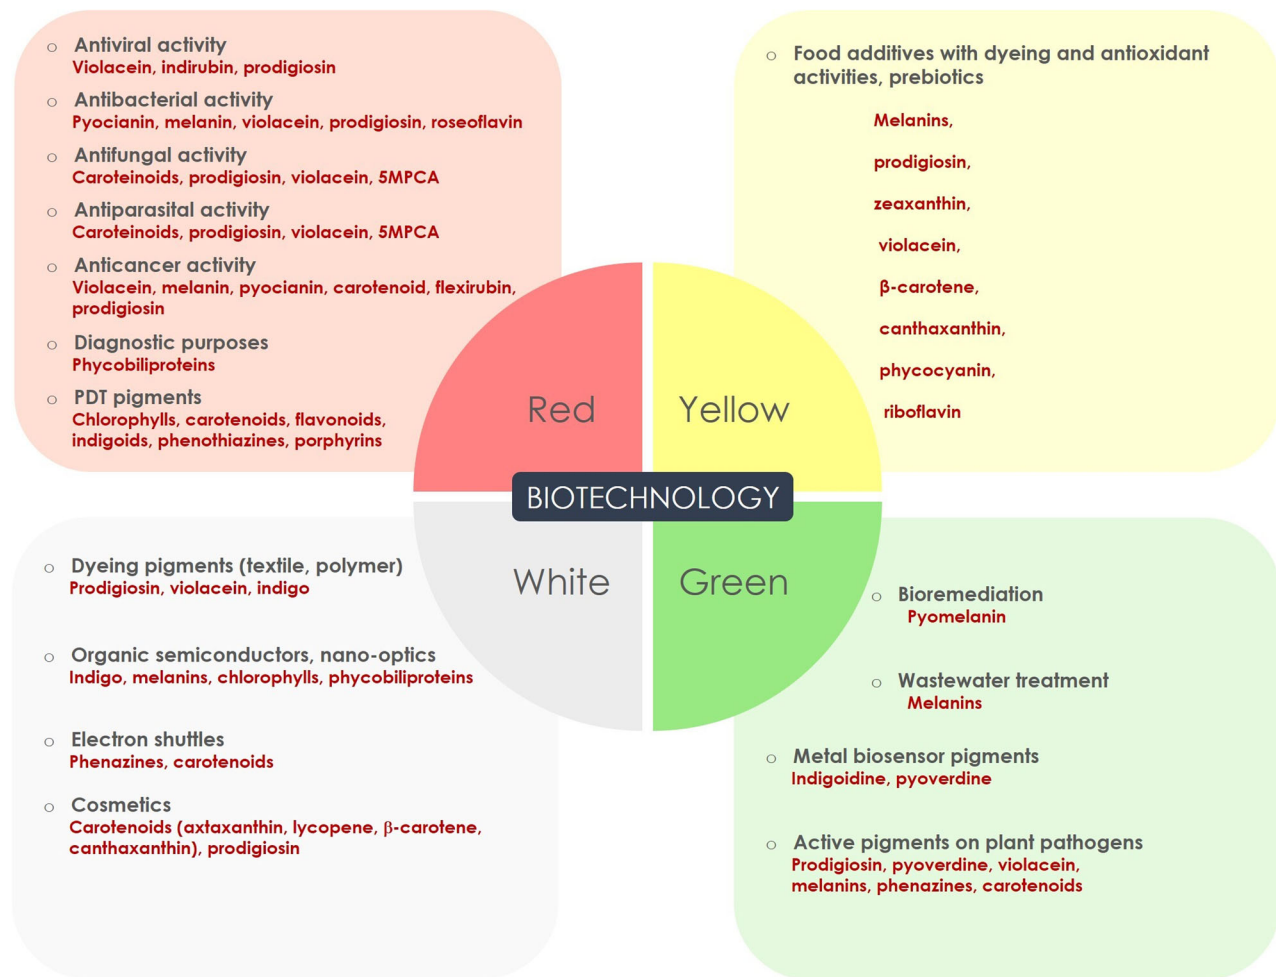 ○ Antiviral activity
Violacein, indirubin, prodigiosin
○ Antibacterial activity
Pyocianin, melanin, violacein, prodigiosin, roseoflavin
○ Antifungal activity
Caroteinoids, prodigiosin, violacein, 5MPCA
○ Antiparasital activity
Caroteinoids, prodigiosin, violacein, 5MPCA
○ Anticancer activity
Violacein, melanin, pyocianin, carotenoid, flexirubin,
prodigiosin
○ Diagnostic purposes
Phycobiliproteins
○ PDT pigments
Chlorophylls, carotenoids, flavonoids,
indigoids, phenothiazines, porphyrins
○ Food additives with dyeing and antioxidant
activities, prebiotics
Melanins,
prodigiosin,
zeaxanthin,
violacein,
β-carotene,
canthaxanthin,
phycocyanin,
riboflavin
Red
Yellow
BIOTECHNOLOGY
White
Green
○ Dyeing pigments (textile, polymer)
Prodigiosin, violacein, indigo
○ Organic semiconductors, nano-optics
Indigo, melanins, chlorophylls, phycobiliproteins
○ Electron shuttles
Phenazines, carotenoids
○ Cosmetics
Carotenoids (axtaxanthin, lycopene, β-carotene,
canthaxanthin), prodigiosin
○ Bioremediation
Pyomelanin
○ Wastewater treatment
Melanins
○ Metal biosensor pigments
Indigoidine, pyoverdine
○ Active pigments on plant pathogens
Prodigiosin, pyoverdine, violacein,
melanins, phenazines, carotenoids